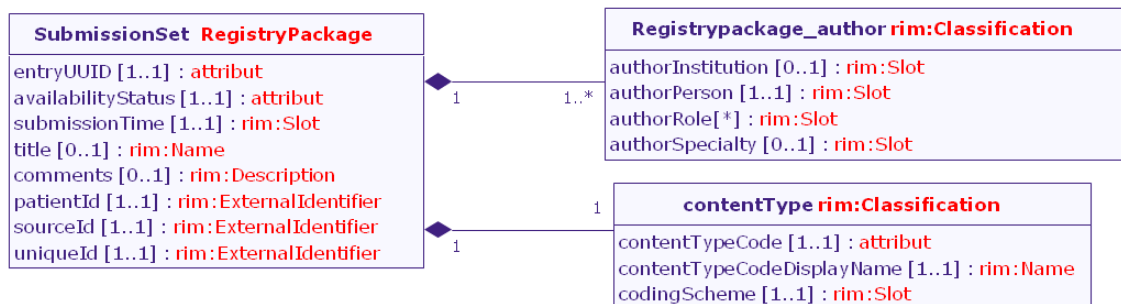 SubmissionSet RegistryPackage
entryUUID [1..1] : attribut
availabilityStatus [1..1] : attribut
submissionTime [1..1] : rim:Slot
title [0..1] : rim:Name
comments [0..1] : rim:Description
patientId [1..1] : rim:ExternalIdentifier
sourceId [1..1] : rim:ExternalIdentifier
uniqueId [1..1] : rim:ExternalIdentifier
1
1..*
Registrypackage_author rim:Classification
authorInstitution [0..1] : rim:Slot
authorPerson [1..1] : rim:Slot
authorRole[*] : rim:Slot
authorSpecialty [0..1] : rim:Slot
1
1
contentType rim:Classification
contentTypeCode [1..1] : attribut
contentTypeCodeDisplayName [1..1] : rim:Name
codingScheme [1..1] : rim:Slot